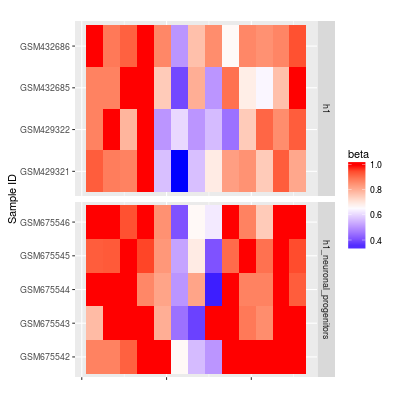 Sample ID
GSM432686
GSM432685
GSM429322
GSM429321
h1
GSM675546
GSM675545
GSM675544
GSM675543
GSM675542
h1_neuronal_progenitors
beta
1.0
0.8
0.6
0.4